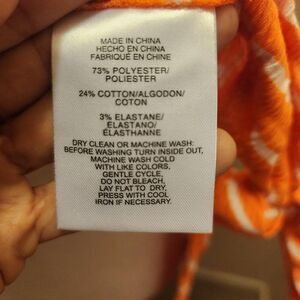 MADE IN CHINA
HECHO EN CHINA
FABRIQUÉ EN CHINE
73% POLYESTER/
POLIÉSTER
24% COTTON/ALGODON/
COTON
3% ELASTANE/
ELASTANO/
ÉLASTHANNE
DRY CLEAN OR MACHINE WASH:
BEFORE WASHING TURN INSIDE OUT,
MACHINE WASH COLD
WITH LIKE COLORS,
GENTLE CYCLE,
DO NOT BLEACH,
LAY FLAT TO DRY,
PRESS WITH COOL
IRON IF NECESSARY.